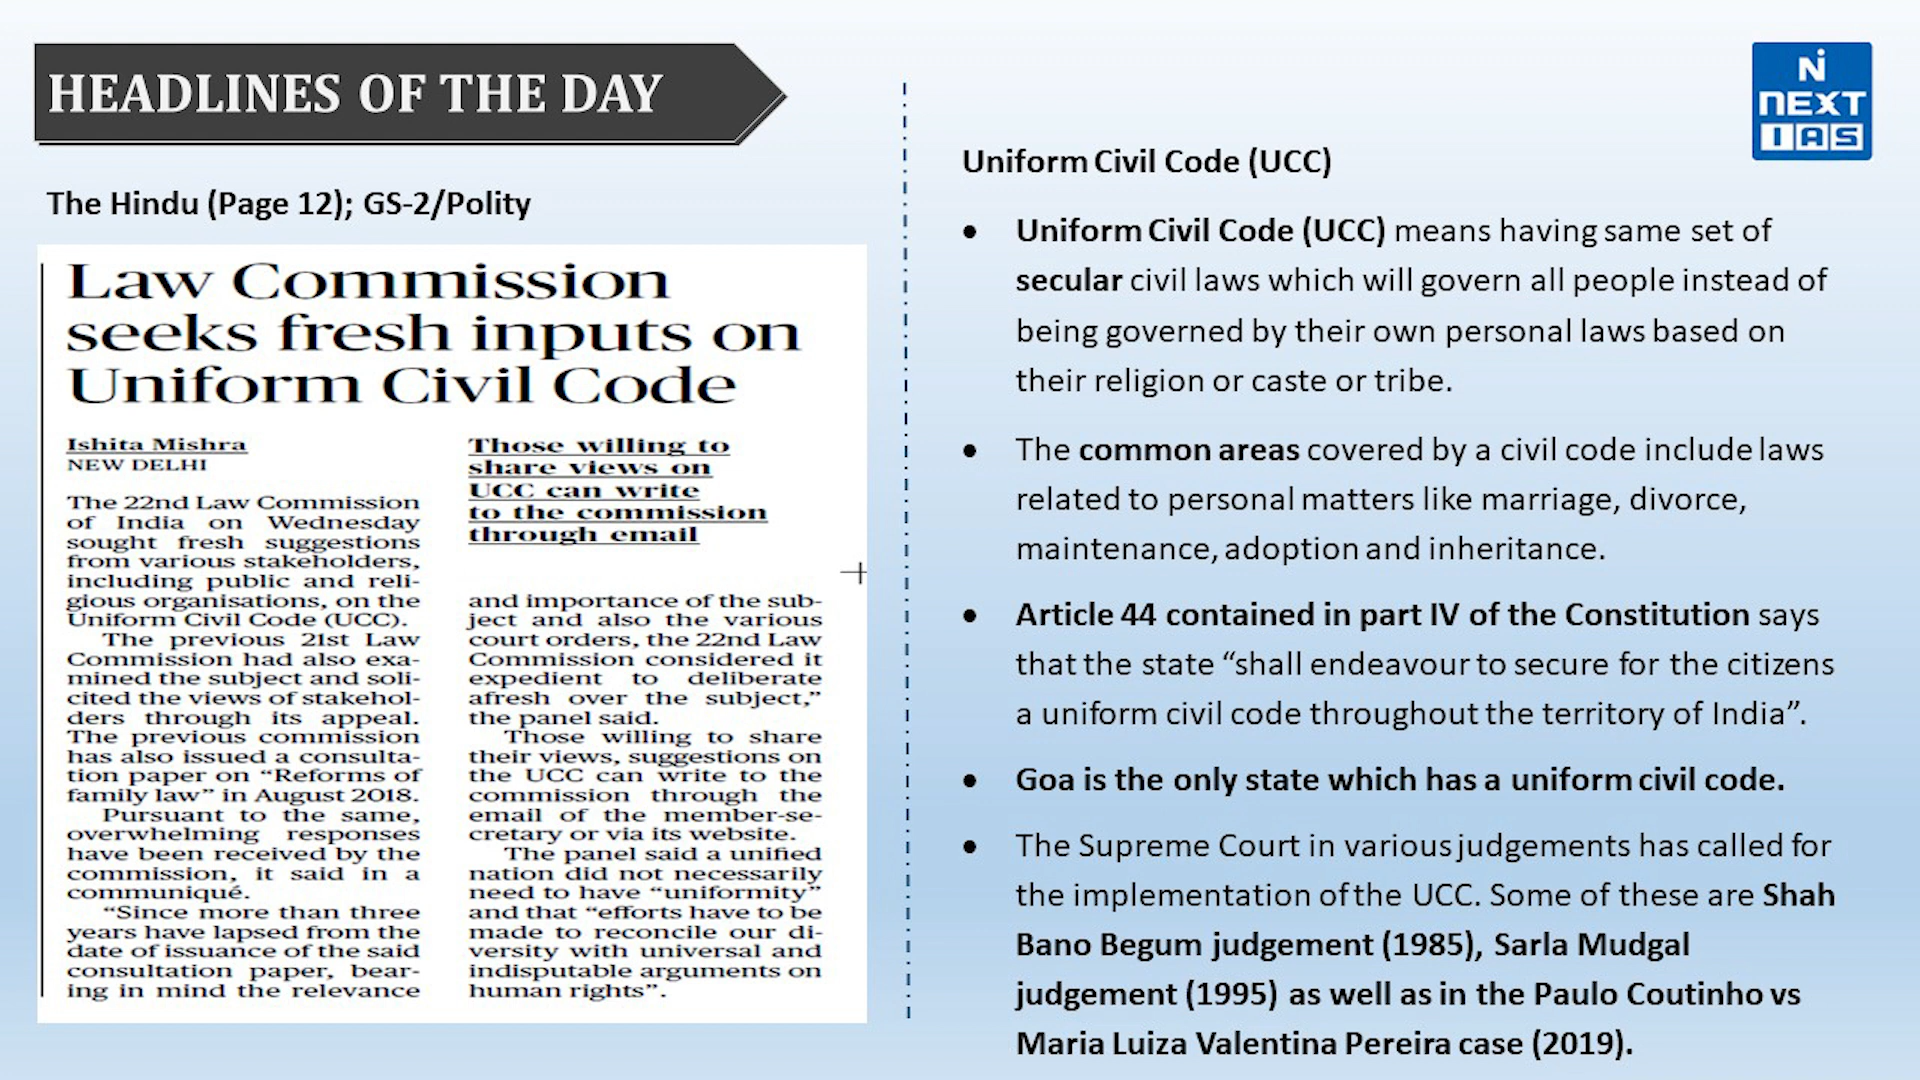 HEADLINES OF THE DAY
The Hindu (Page 12); GS-2/Polity
Law Commission
seeks fresh inputs on
Uniform Civil Code
Ishita Mishra
NEW DELHI
The 22nd Law Commission
of India on Wednesday
sought fresh suggestions
from various stakeholders,
including public and reli-
gious organisations, on the
Uniform Civil Code (UCC).
The previous 21st Law
Commission had also exa-
mined the subject and soli-
cited the views of stakehol-
ders through its appeal.
The previous commission
has also issued a consulta-
tion paper on “Reforms of
family law” in August 2018.
Pursuant to the same,
overwhelming responses
have been received by the
commission, it said in a
communiqué.
“Since more than three
years have lapsed from the
date of issuance of the said
consultation paper, bear-
ing in mind the relevance
Those willing to
share views on
UCC can write
to the commission
through email
and importance of the sub-
ject and also the various
court orders, the 22nd Law
Commission considered it
expedient to deliberate
afresh over the subject,”
the panel said.
Those willing to share
their views, suggestions on
the UCC can write to the
commission through the
email of the member-se-
cretary or via its website.
The panel said a unified
nation did not necessarily
need to have “uniformity”
and that “efforts have to be
made to reconcile our di-
versity with universal and
indisputable arguments on
human rights”.
N
NEXT
IAS
Uniform Civil Code (UCC)
• Uniform Civil Code (UCC) means having same set of
secular civil laws which will govern all people instead of
being governed by their own personal laws based on
their religion or caste or tribe.
• The common areas covered by a civil code include laws
related to personal matters like marriage, divorce,
maintenance, adoption and inheritance.
• Article 44 contained in part IV of the Constitution says
that the state “shall endeavour to secure for the citizens
a uniform civil code throughout the territory of India”.
• Goa is the only state which has a uniform civil code.
• The Supreme Court in various judgements has called for
the implementation of the UCC. Some of these are Shah
Bano Begum judgement (1985), Sarla Mudgal
judgement (1995) as well as in the Paulo Coutinho vs
Maria Luiza Valentina Pereira case (2019).